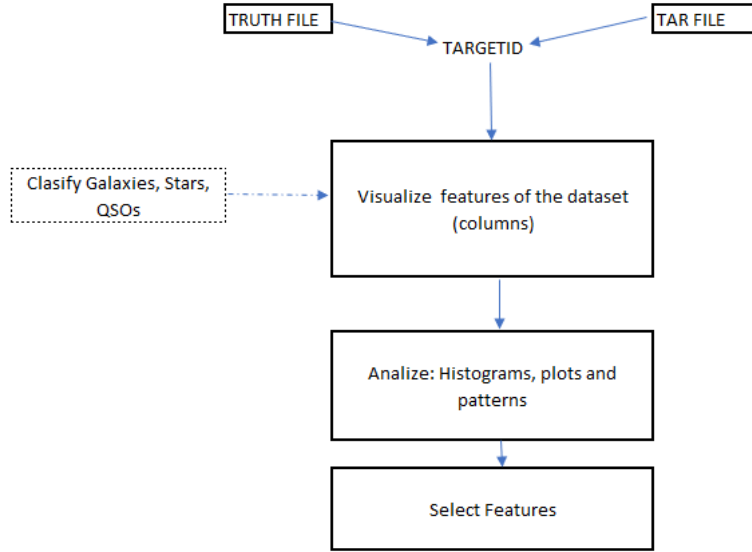 TRUTH FILE
TAR FILE
TARGETID
Clasify Galaxies, Stars,
QSOs
Visualize features of the dataset
(columns)
Analize: Histograms, plots and
patterns
Select Features